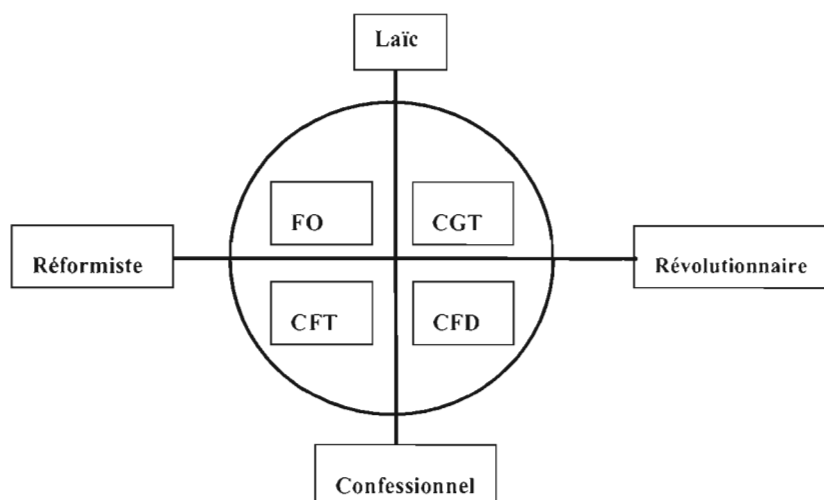 Laïc
FO
CGT
Réformiste
Révolutionnaire
CFT
CFD
Confessionnel